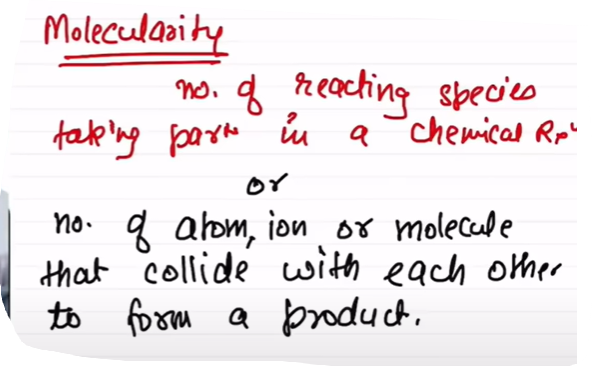 Molecularity
no. of reacting species
taking part in a chemical Rxn
or
no. of atom, ion or molecule
that collide with each other
to form a product.